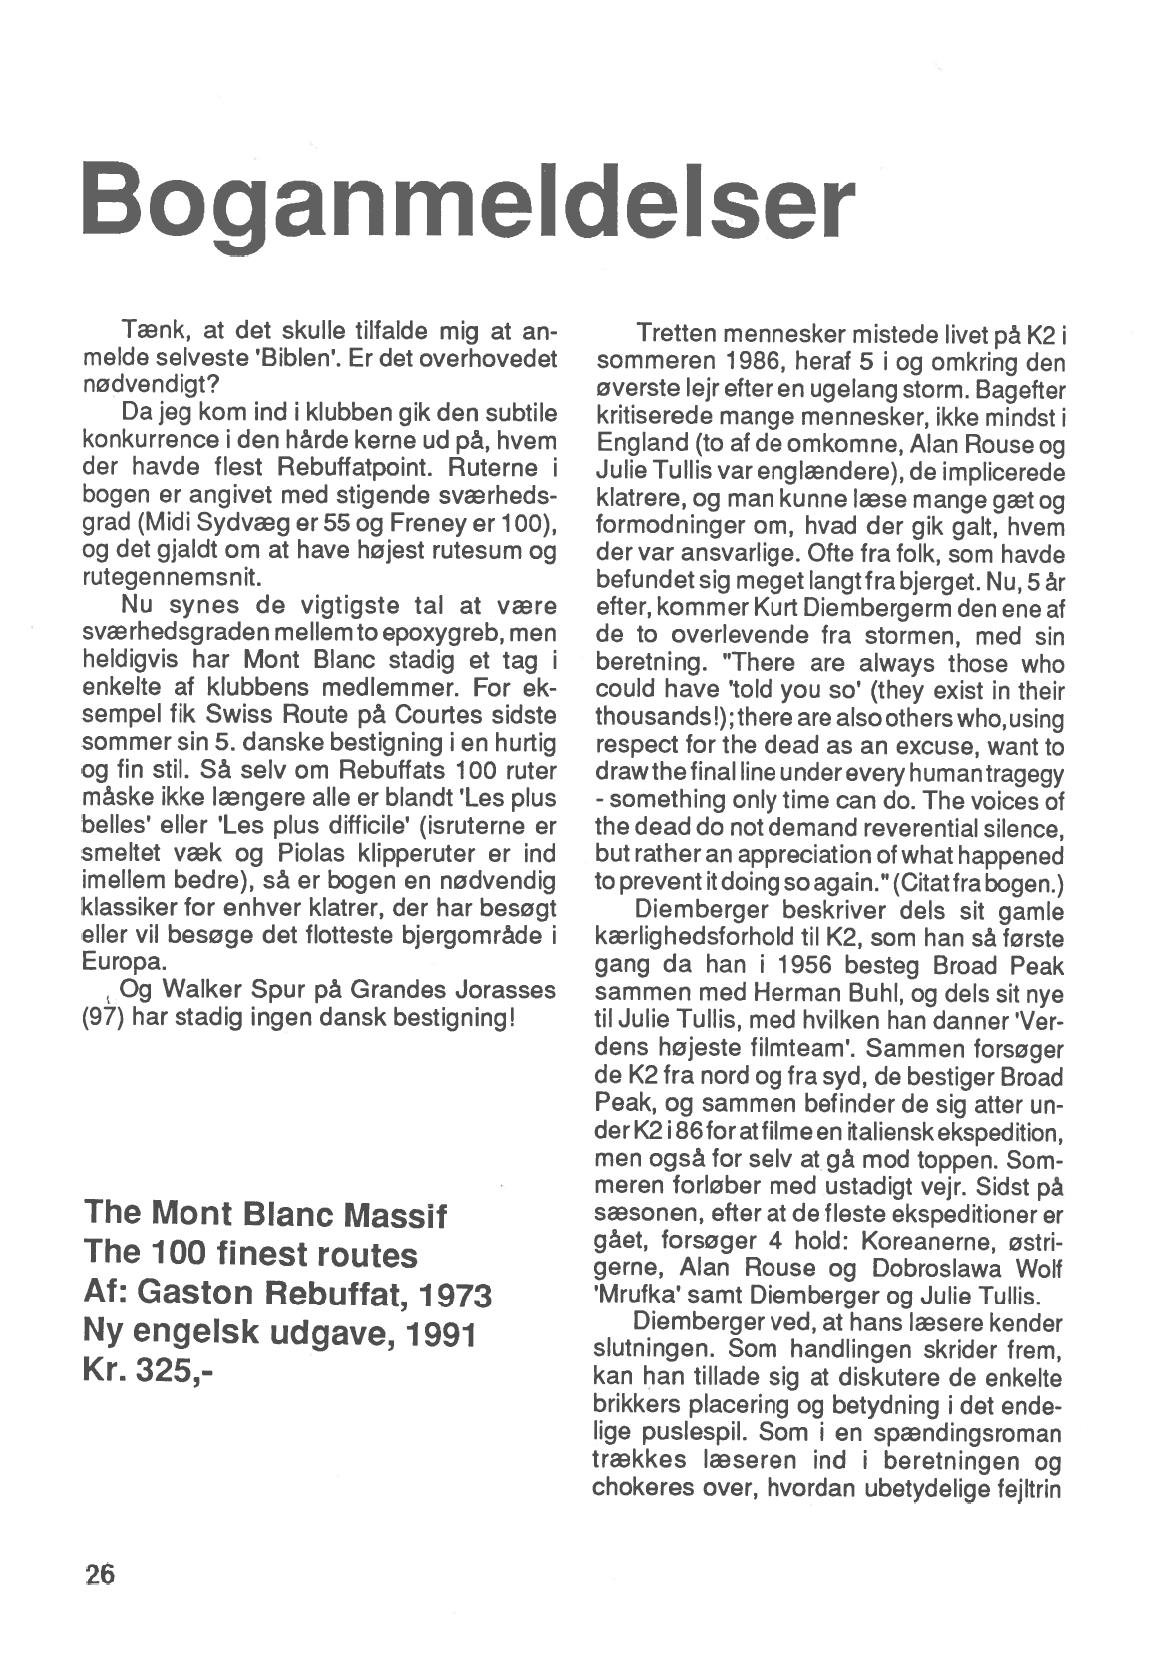 Boganmeldelser
Tænk, at det skulle tilfalde mig at an-
melde selveste 'Biblen'. Er det overhovedet
nødvendigt?
Da jeg kom ind i klubben gik den subtile
konkurrence i den hårde kerne ud på, hvem
der havde flest Rebuffatpoint. Ruterne i
bogen er angivet med stigende sværheds-
grad (Midi Sydvæg er 55 og Freney er 100),
og det gjaldt om at have højest rutesum og
rutegennemsnit.
Nu synes de vigtigste tal at være
sværhedsgraden mellem to epoxygreb, men
heldigvis har Mont Blanc stadig et tag i
enkelte af klubbens medlemmer. For ek-
sempel fik Swiss Route på Courtes sidste
sommer sin 5. danske bestigning i en hurtig
og fin stil. Så selv om Rebuffats 100 ruter
måske ikke længere alle er blandt 'Les plus
belles' eller 'Les plus difficile' (isruterne er
smeltet væk og Piolas klipperuter er ind
imellem bedre), så er bogen en nødvendig
klassiker for enhver klatrer, der har besøgt
eller vil besøge det flotteste bjergområde i
Europa.
Og Walker Spur på Grandes Jorasses
(97) har stadig ingen dansk bestigning!
The Mont Blanc Massif
The 100 finest routes
Af: Gaston Rebuffat, 1973
Ny engelsk udgave, 1991
Kr. 325,-
Tretten mennesker mistede livet på K2 i
sommeren 1986, heraf 5 i og omkring den
øverste lejr efter en ugelang storm. Bagefter
kritiserede mange mennesker, ikke mindst i
England (to af de omkomne, Alan Rouse og
Julie Tullis var englændere), de implicerede
klatrere, og man kunne læse mange gæt og
formodninger om, hvad der gik galt, hvem
der var ansvarlige. Ofte fra folk, som havde
befundet sig meget langt fra bjerget. Nu, 5 år
efter, kommer Kurt Diembergerm den ene af
de to overlevende fra stormen, med sin
beretning. "There are always those who
could have 'told you so' (they exist in their
thousands!); there are also others who, using
respect for the dead as an excuse, want to
draw the final line under every human tragegy
- something only time can do. The voices of
the dead do not demand reverential silence,
but rather an appreciation of what happened
to prevent it doing so again." (Citat fra bogen.)
Diemberger beskriver dels sit gamle
kærlighedsforhold til K2, som han så første
gang da han i 1956 besteg Broad Peak
sammen med Herman Buhl, og dels sit nye
til Julie Tullis, med hvilken han danner 'Ver-
dens højeste filmteam'. Sammen forsøger
de K2 fra nord og fra syd, de bestiger Broad
Peak, og sammen befinder de sig atter un-
der K2 i 86 for at filme en italiensk ekspedition,
men også for selv at gå mod toppen. Som-
meren forløber med ustadigt vejr. Sidst på
sæsonen, efter at de fleste ekspeditioner er
gået, forsøger 4 hold: Koreanerne, østri-
gerne, Alan Rouse og Dobroslawa Wolf
'Mrufka' samt Diemberger og Julie Tullis.
Diemberger ved, at hans læsere kender
slutningen. Som handlingen skrider frem,
kan han tillade sig at diskutere de enkelte
brikkers placering og betydning i det ende-
lige puslespil. Som i en spændingsroman
trækkes læseren ind i beretningen og
chokeres over, hvordan ubetydelige fejltrin
26